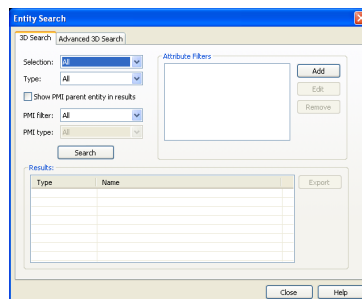 Entity Search
3D Search
Advanced 3D Search
Selection: All
Type: All
Show PMI parent entity in results
PMI filter: All
PMI type: All
Search
Attribute Filters
Add
Edit
Remove
Results:
Type Name
Export
Close Help